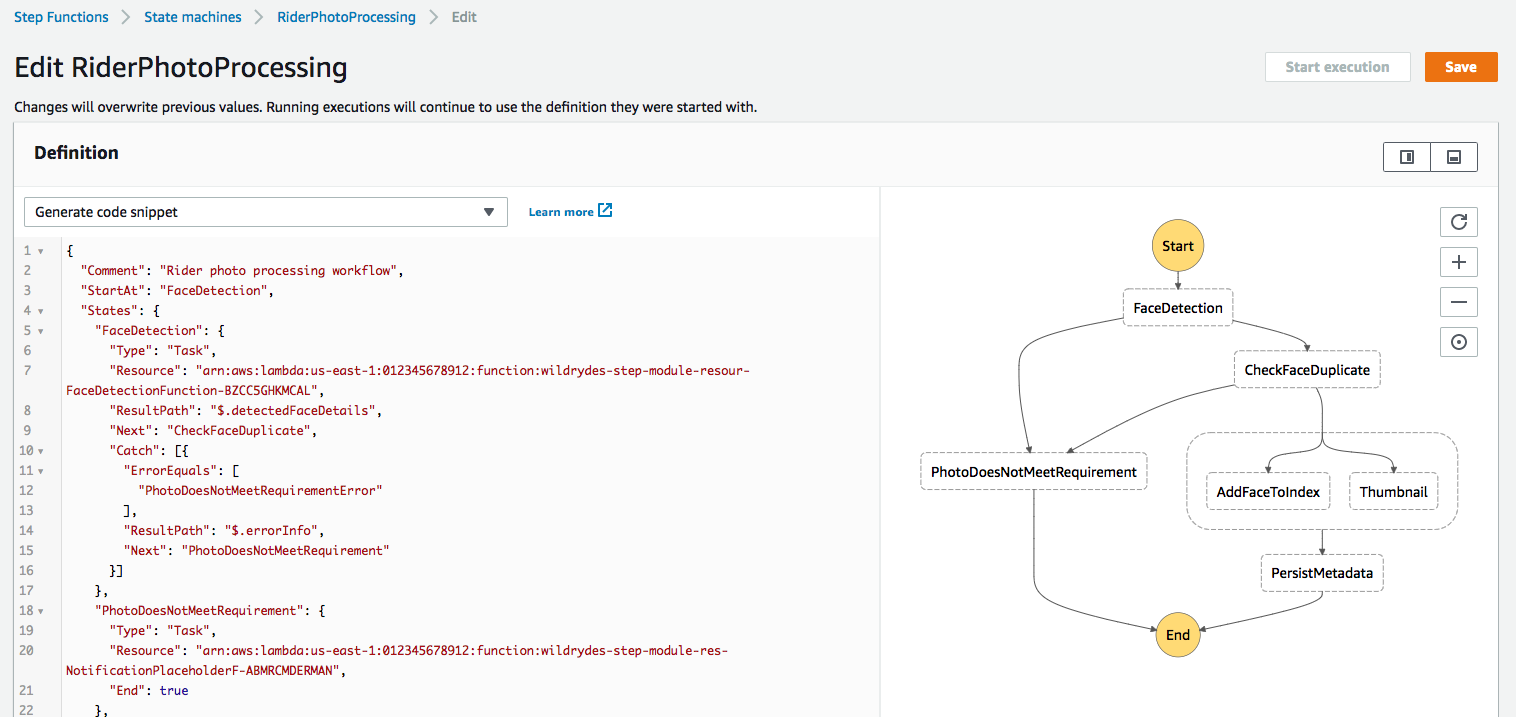 Step Functions > State machines > RiderPhotoProcessing > Edit
Edit RiderPhotoProcessing
Start execution
Save
Changes will overwrite previous values. Running executions will continue to use the definition they were started with.
Definition
Generate code snippet
Learn more
1 {
2 "Comment": "Rider photo processing workflow",
3 "StartAt": "FaceDetection",
4 "States": {
5 "FaceDetection": {
6 "Type": "Task",
7 "Resource": "arn:aws:lambda:us-east-1:012345678912:function:wildrydes-step-module-resour-
FaceDetectionFunction-BZCC5GHKMCAL",
8 "ResultPath": "$.detectedFaceDetails",
9 "Next": "CheckFaceDuplicate",
10 "Catch": [{
11 "ErrorEquals": [
12 "PhotoDoesNotMeetRequirementError"
13 ],
14 "ResultPath": "$.errorInfo",
15 "Next": "PhotoDoesNotMeetRequirement"
16 }]
17 },
18 "PhotoDoesNotMeetRequirement": {
19 "Type": "Task",
20 "Resource": "arn:aws:lambda:us-east-1:012345678912:function:wildrydes-step-module-res-
NotificationPlaceholderF-ABMRCMDERMAN",
21 "End": true
22 },
Start
FaceDetection
CheckFaceDuplicate
PhotoDoesNotMeetRequirement
AddFaceToIndex
Thumbnail
PersistMetadata
End